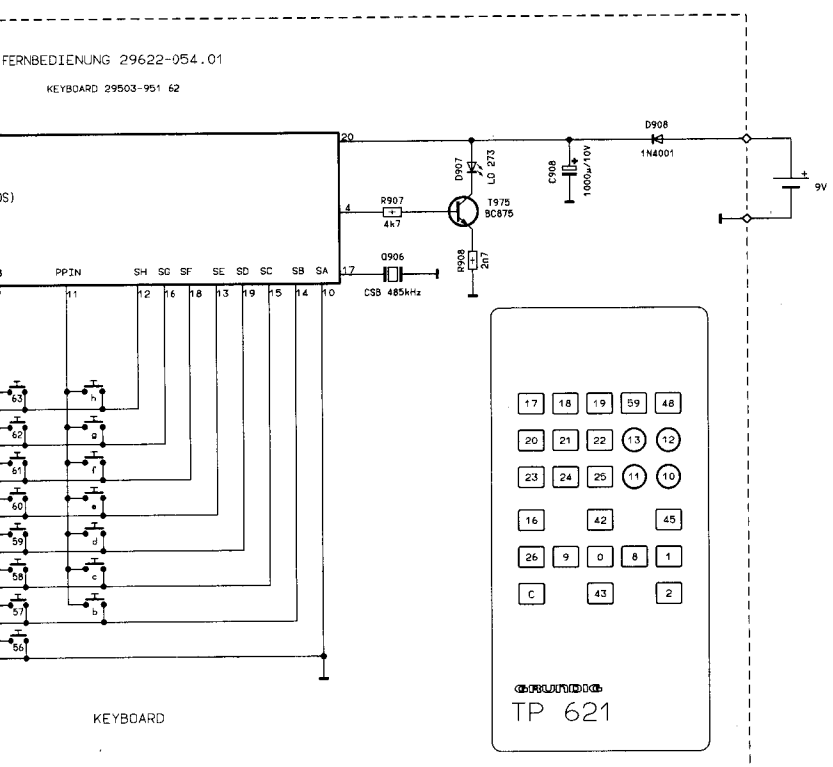 FERNBEDIENUNG 29622-054.01
KEYBOARD 29503-951 62
20
D908
1N4001
D907
LD 273
C908
1000µ/10V
+
9V
OS)
4
R907
4k7
T975
BC875
R908
2n7
17
Q906
CSB 485kHz
PPIN SH SG SF SE SD SC SB SA
11 12 16 18 13 19 15 14 10
63 h
62 g
61 f
60 e
59 d
58 c
57 b
56
17 18 19 59 48
20 21 22 13 12
23 24 25 11 10
16 42 45
26 9 0 8 1
C 43 2
GRUNDIG
TP 621
KEYBOARD